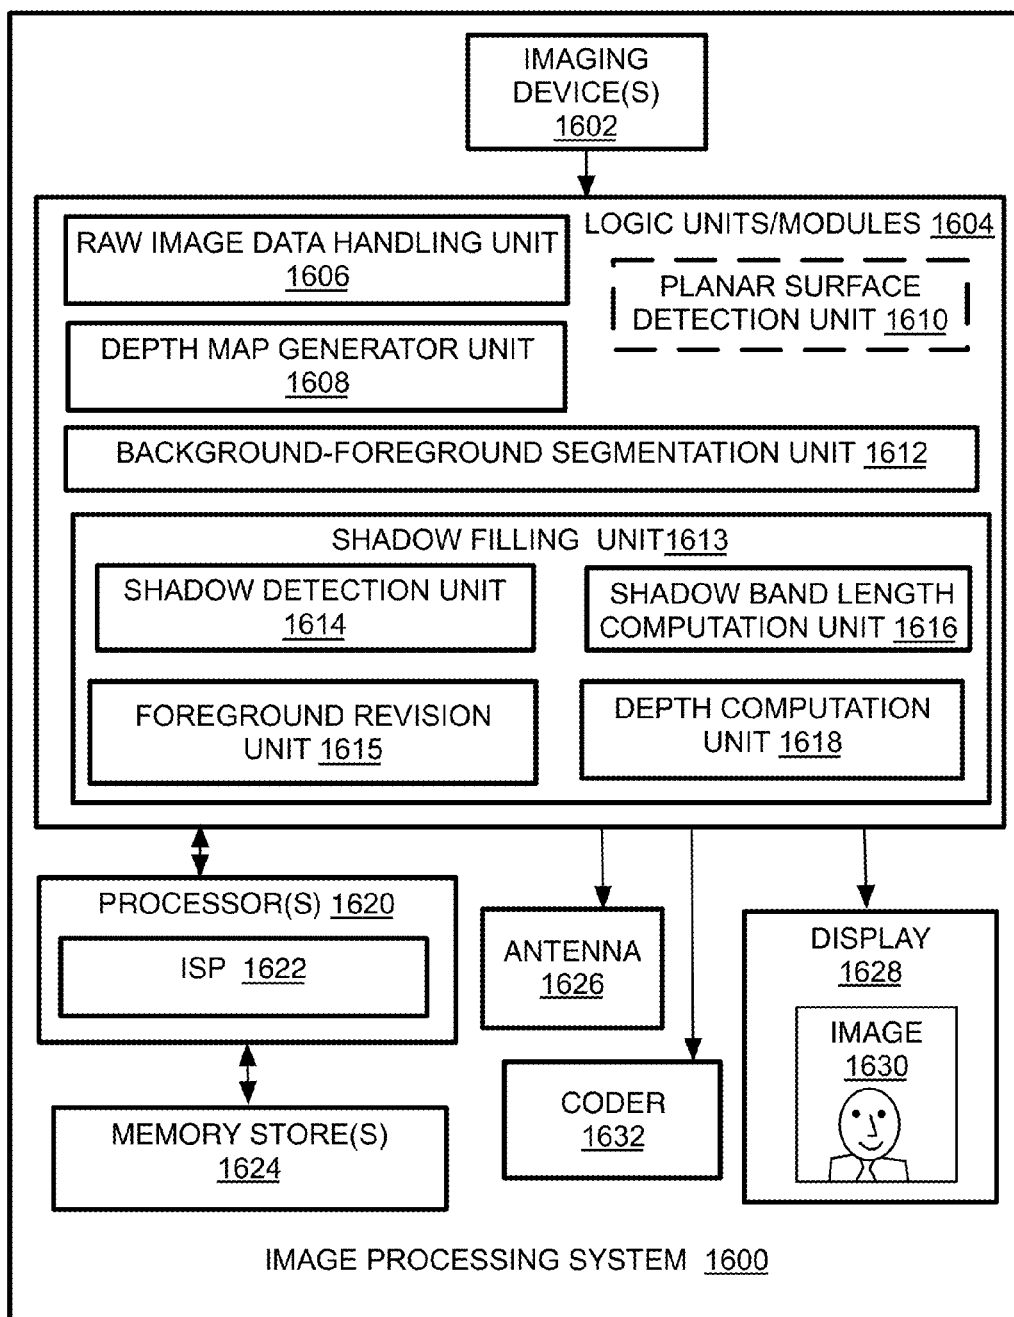 IMAGING
DEVICE(S)
1602
LOGIC UNITS/MODULES 1604
RAW IMAGE DATA HANDLING UNIT
1606
PLANAR SURFACE
DETECTION UNIT 1610
DEPTH MAP GENERATOR UNIT
1608
BACKGROUND-FOREGROUND SEGMENTATION UNIT 1612
SHADOW FILLING UNIT1613
SHADOW DETECTION UNIT
1614
SHADOW BAND LENGTH
COMPUTATION UNIT 1616
FOREGROUND REVISION
UNIT 1615
DEPTH COMPUTATION
UNIT 1618
PROCESSOR(S) 1620
ISP 1622
MEMORY STORE(S)
1624
ANTENNA
1626
CODER
1632
DISPLAY
1628
IMAGE
1630
IMAGE PROCESSING SYSTEM 1600